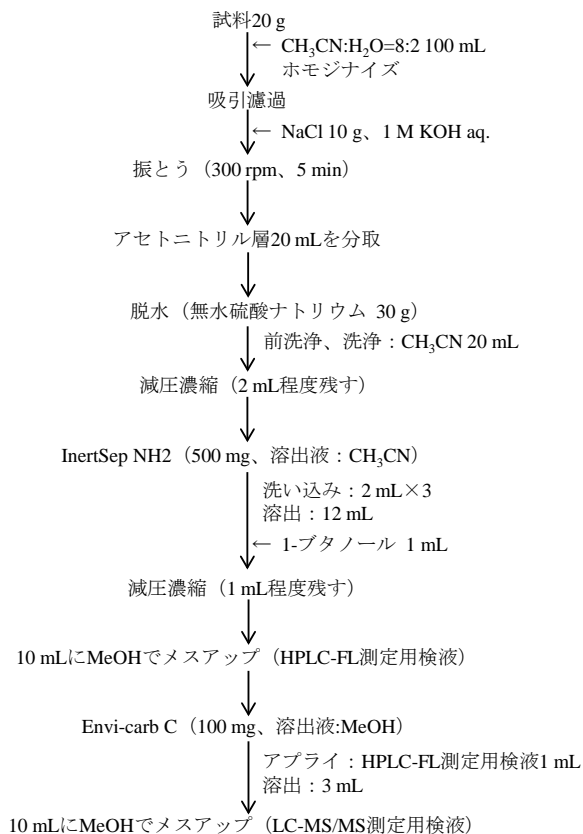 試料20 g
← CH₃CN:H₂O=8:2 100 mL
ホモジナイズ
吸引濾過
← NaCl 10 g、1 M KOH aq.
振とう（300 rpm、5 min）
アセトニトリル層20 mLを分取
脱水（無水硫酸ナトリウム 30 g）
前洗浄、洗浄：CH₃CN 20 mL
減圧濃縮（2 mL程度残す）
InertSep NH2（500 mg、溶出液：CH₃CN）
洗い込み：2 mL×3
溶出：12 mL
← 1-ブタノール 1 mL
減圧濃縮（1 mL程度残す）
10 mLにMeOHでメスアップ（HPLC-FL測定用検液）
Envi-carb C（100 mg、溶出液:MeOH）
アプライ：HPLC-FL測定用検液1 mL
溶出：3 mL
10 mLにMeOHでメスアップ（LC-MS/MS測定用検液）